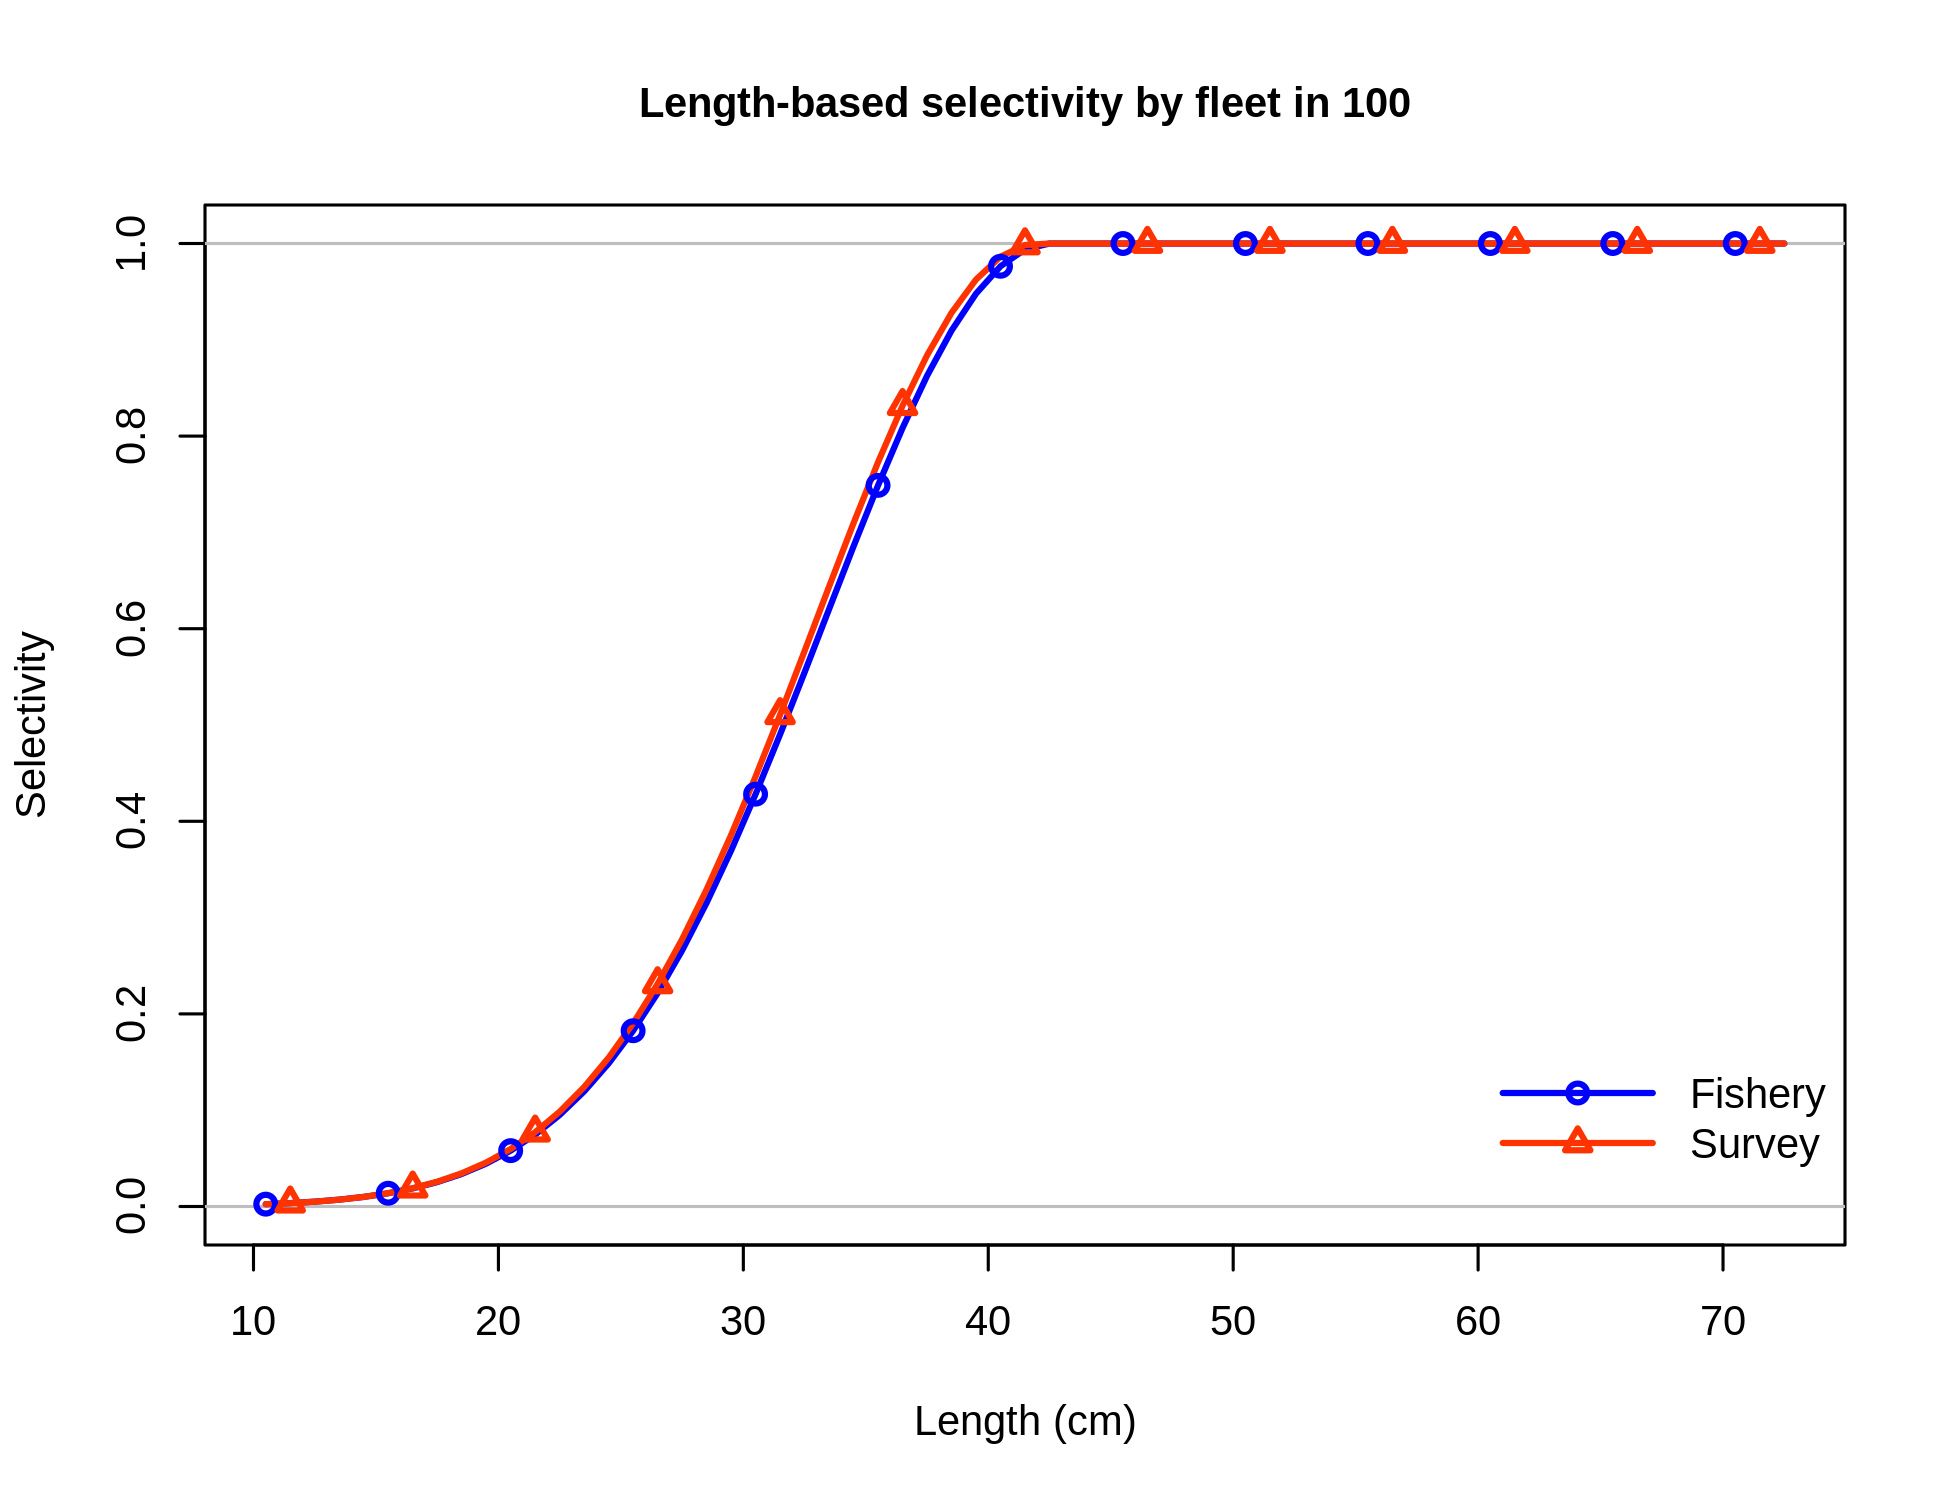 Length-based selectivity by fleet in 100
Selectivity
1.0
0.8
0.6
0.4
0.2
0.0
Fishery
Survey
10 20 30 40 50 60 70
Length (cm)